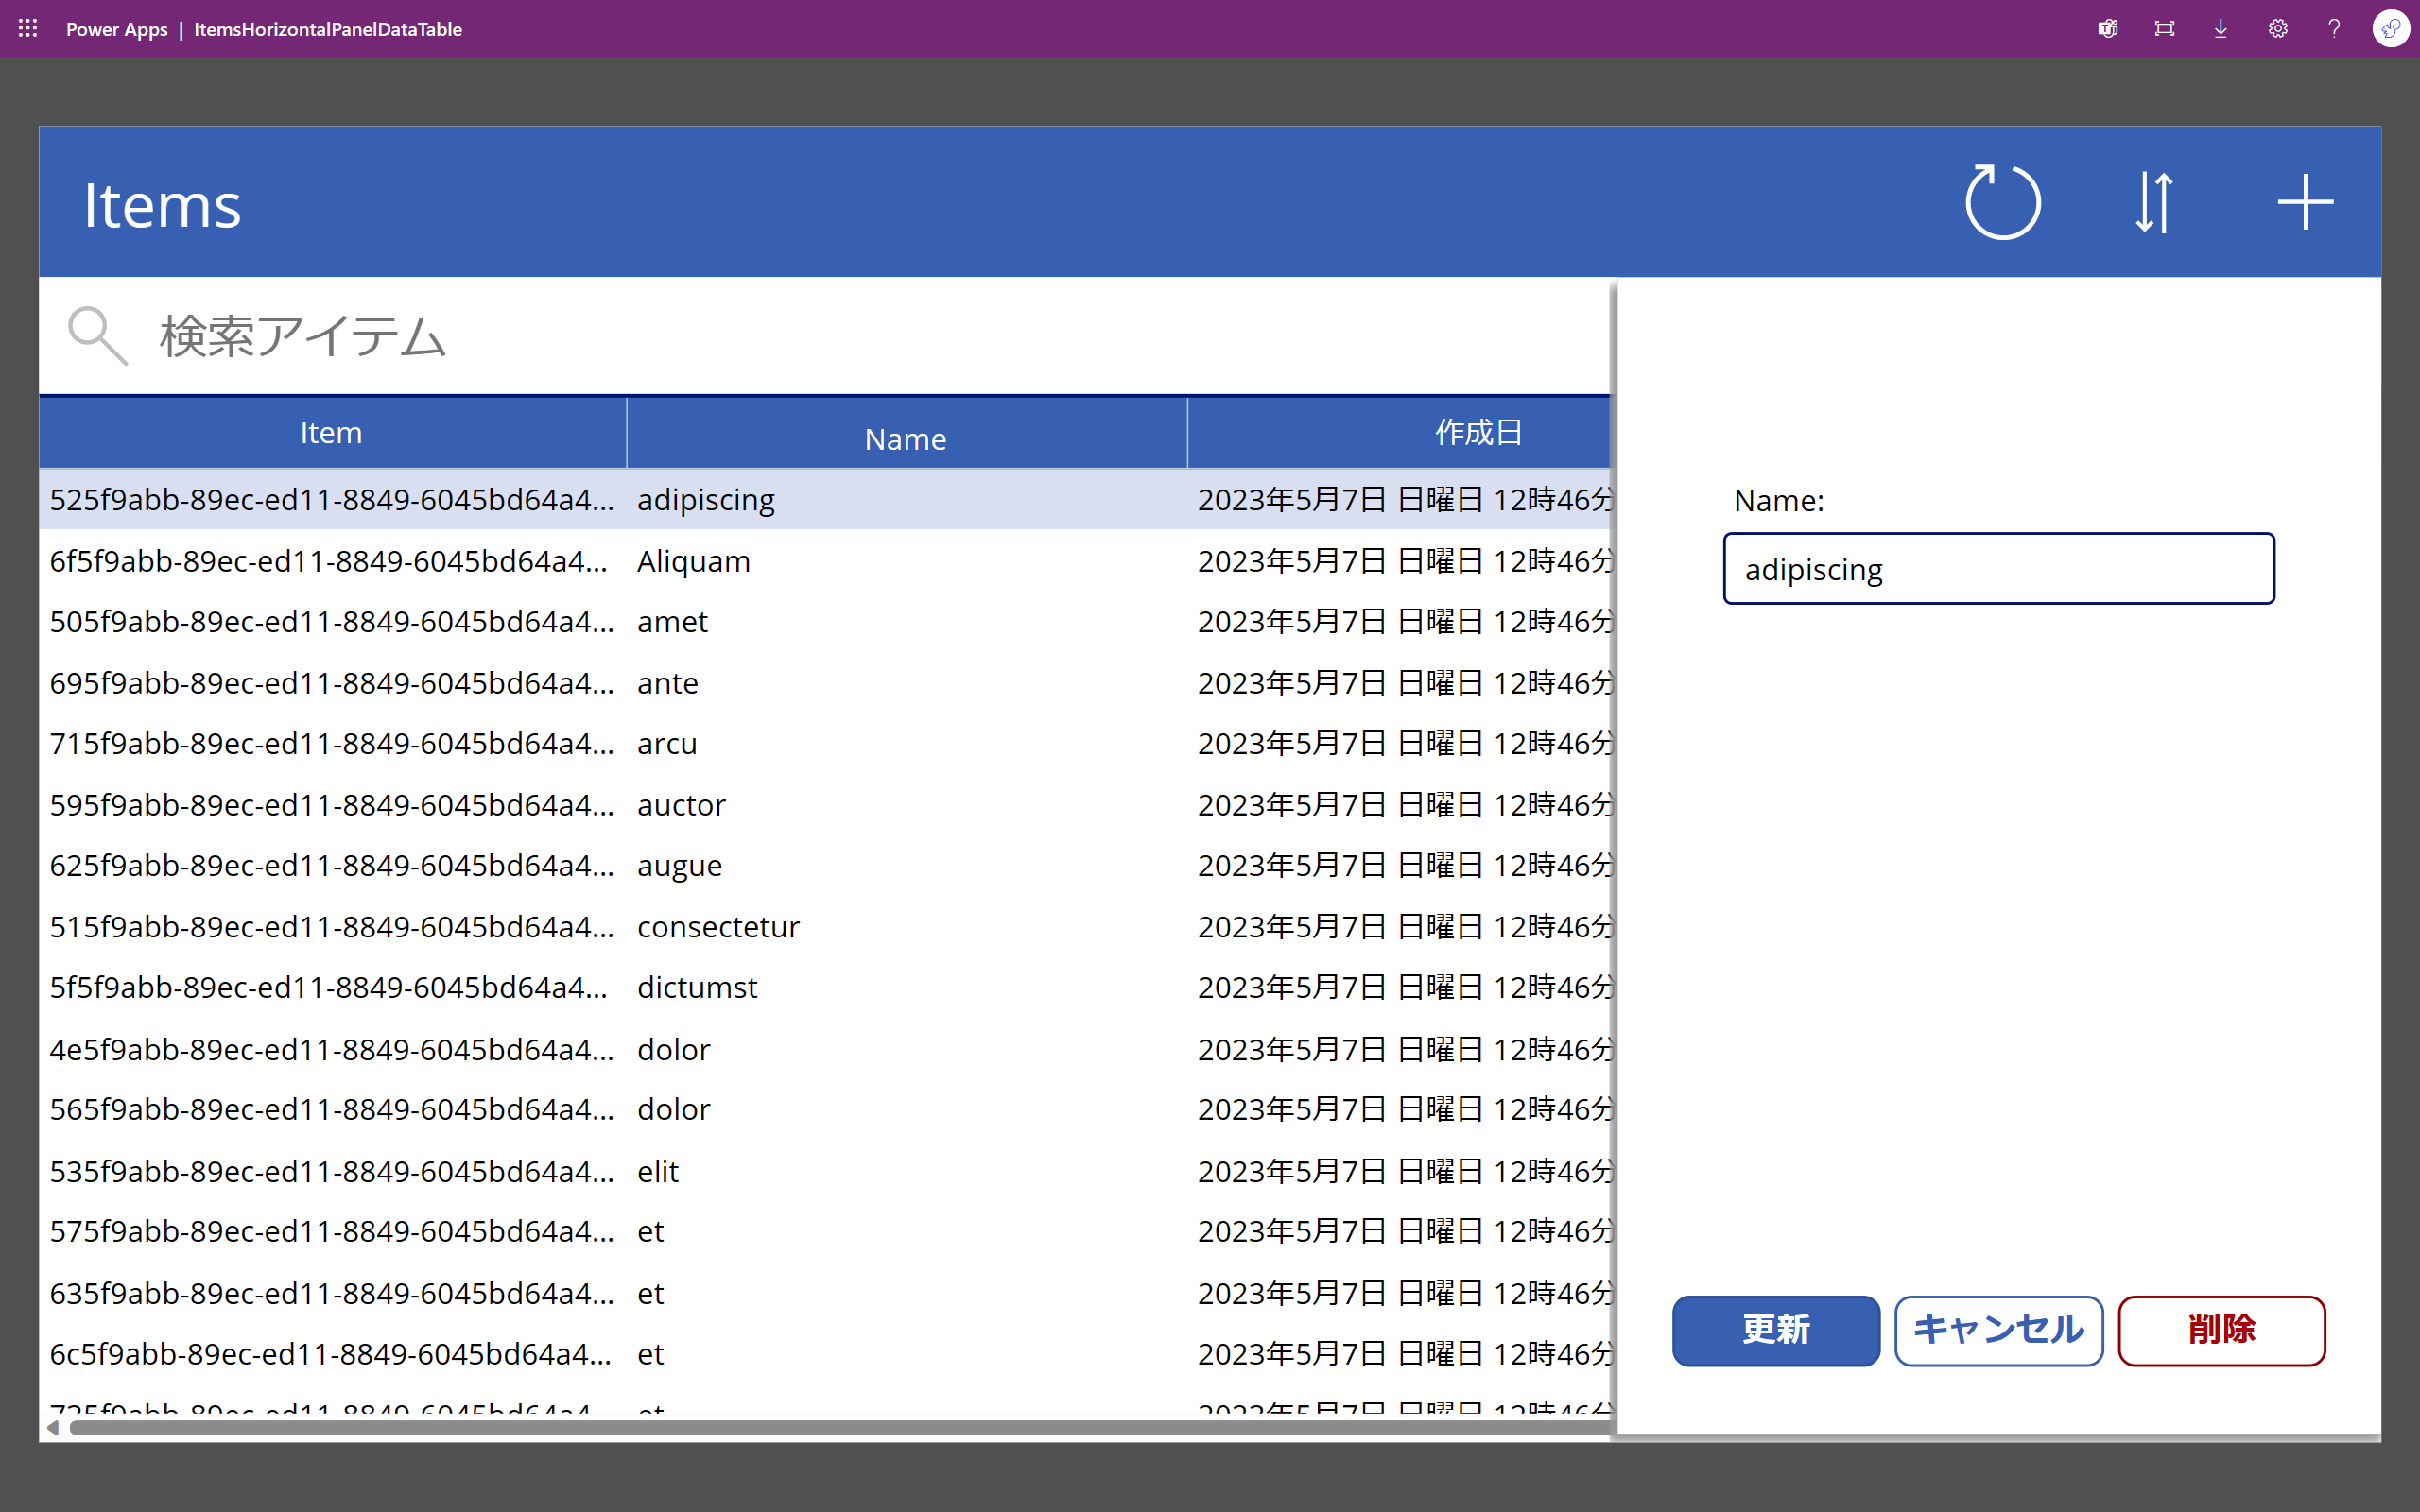 Power Apps | ItemsHorizontalPanelDataTable
Items
検索アイテム
Item Name 作成日
525f9abb-89ec-ed11-8849-6045bd64a4... adipiscing 2023年5月7日 日曜日 12時46分
6f5f9abb-89ec-ed11-8849-6045bd64a4... Aliquam 2023年5月7日 日曜日 12時46分
505f9abb-89ec-ed11-8849-6045bd64a4... amet 2023年5月7日 日曜日 12時46分
695f9abb-89ec-ed11-8849-6045bd64a4... ante 2023年5月7日 日曜日 12時46分
715f9abb-89ec-ed11-8849-6045bd64a4... arcu 2023年5月7日 日曜日 12時46分
595f9abb-89ec-ed11-8849-6045bd64a4... auctor 2023年5月7日 日曜日 12時46分
625f9abb-89ec-ed11-8849-6045bd64a4... augue 2023年5月7日 日曜日 12時46分
515f9abb-89ec-ed11-8849-6045bd64a4... consectetur 2023年5月7日 日曜日 12時46分
5f5f9abb-89ec-ed11-8849-6045bd64a4... dictumst 2023年5月7日 日曜日 12時46分
4e5f9abb-89ec-ed11-8849-6045bd64a4... dolor 2023年5月7日 日曜日 12時46分
565f9abb-89ec-ed11-8849-6045bd64a4... dolor 2023年5月7日 日曜日 12時46分
535f9abb-89ec-ed11-8849-6045bd64a4... elit 2023年5月7日 日曜日 12時46分
575f9abb-89ec-ed11-8849-6045bd64a4... et 2023年5月7日 日曜日 12時46分
635f9abb-89ec-ed11-8849-6045bd64a4... et 2023年5月7日 日曜日 12時46分
6c5f9abb-89ec-ed11-8849-6045bd64a4... et 2023年5月7日 日曜日 12時46分
Name:
adipiscing
更新 キャンセル 削除